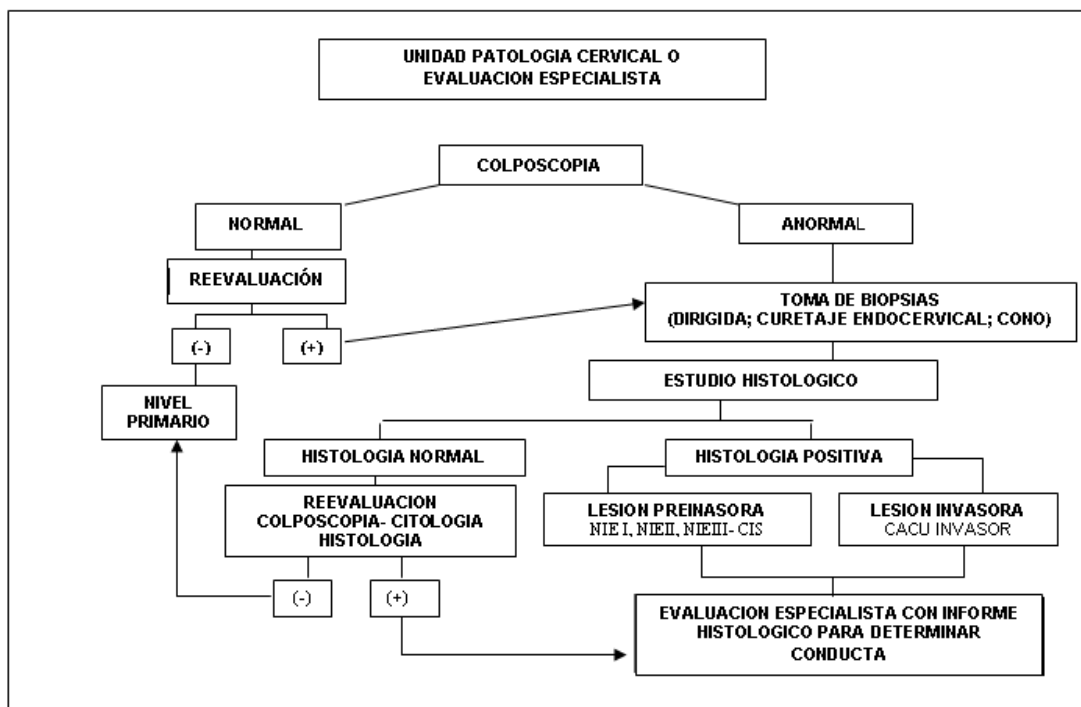 UNIDAD PATOLOGIA CERVICAL O
EVALUACION ESPECIALISTA
COLPOSCOPIA
NORMAL
ANORMAL
REEVALUACIÓN
TOMA DE BIOPSIAS
(DIRIGIDA; CURETAJE ENDOCERVICAL; CONO)
(-)
(+)
ESTUDIO HISTOLOGICO
NIVEL
PRIMARIO
HISTOLOGIA NORMAL
HISTOLOGIA POSITIVA
REEVALUACION
COLPOSCOPIA- CITOLOGIA
HISTOLOGIA
LESION PREINASORA
NIE I, NIEII, NIEIII- CIS
LESION INVASORA
CACU INVASOR
(-)
(+)
EVALUACION ESPECIALISTA CON INFORME
HISTOLOGICO PARA DETERMINAR
CONDUCTA